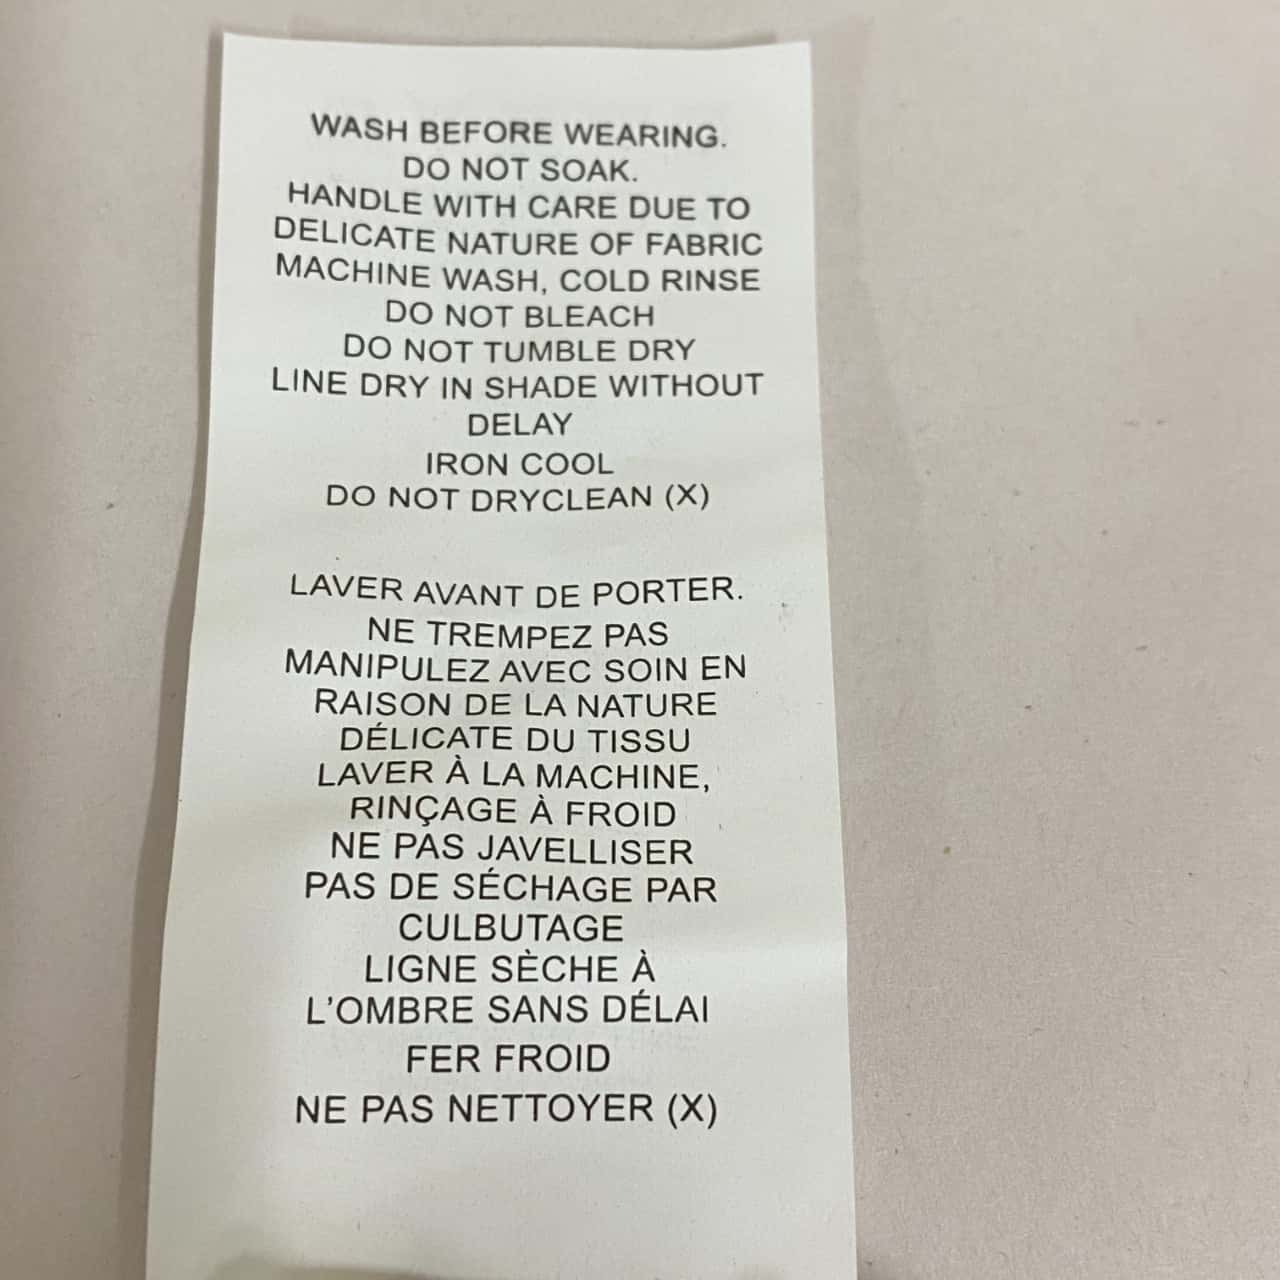 WASH BEFORE WEARING.
DO NOT SOAK.
HANDLE WITH CARE DUE TO
DELICATE NATURE OF FABRIC
MACHINE WASH, COLD RINSE
DO NOT BLEACH
DO NOT TUMBLE DRY
LINE DRY IN SHADE WITHOUT
DELAY
IRON COOL
DO NOT DRYCLEAN (X)
LAVER AVANT DE PORTER.
NE TREMPEZ PAS
MANIPULEZ AVEC SOIN EN
RAISON DE LA NATURE
DÉLICATE DU TISSU
LAVER À LA MACHINE,
RINÇAGE À FROID
NE PAS JAVELLISER
PAS DE SÉCHAGE PAR
CULBUTAGE
LIGNE SÈCHE À
L'OMBRE SANS DÉLAI
FER FROID
NE PAS NETTOYER (X)